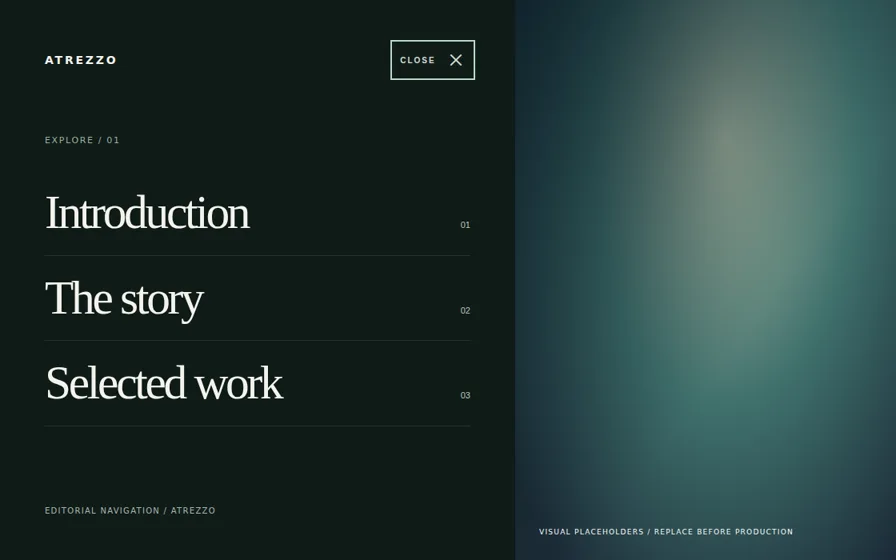 ATREZZO
CLOSE
EXPLORE / 01
Introduction
01
The story
02
Selected work
03
EDITORIAL NAVIGATION / ATREZZO
VISUAL PLACEHOLDERS / REPLACE BEFORE PRODUCTION